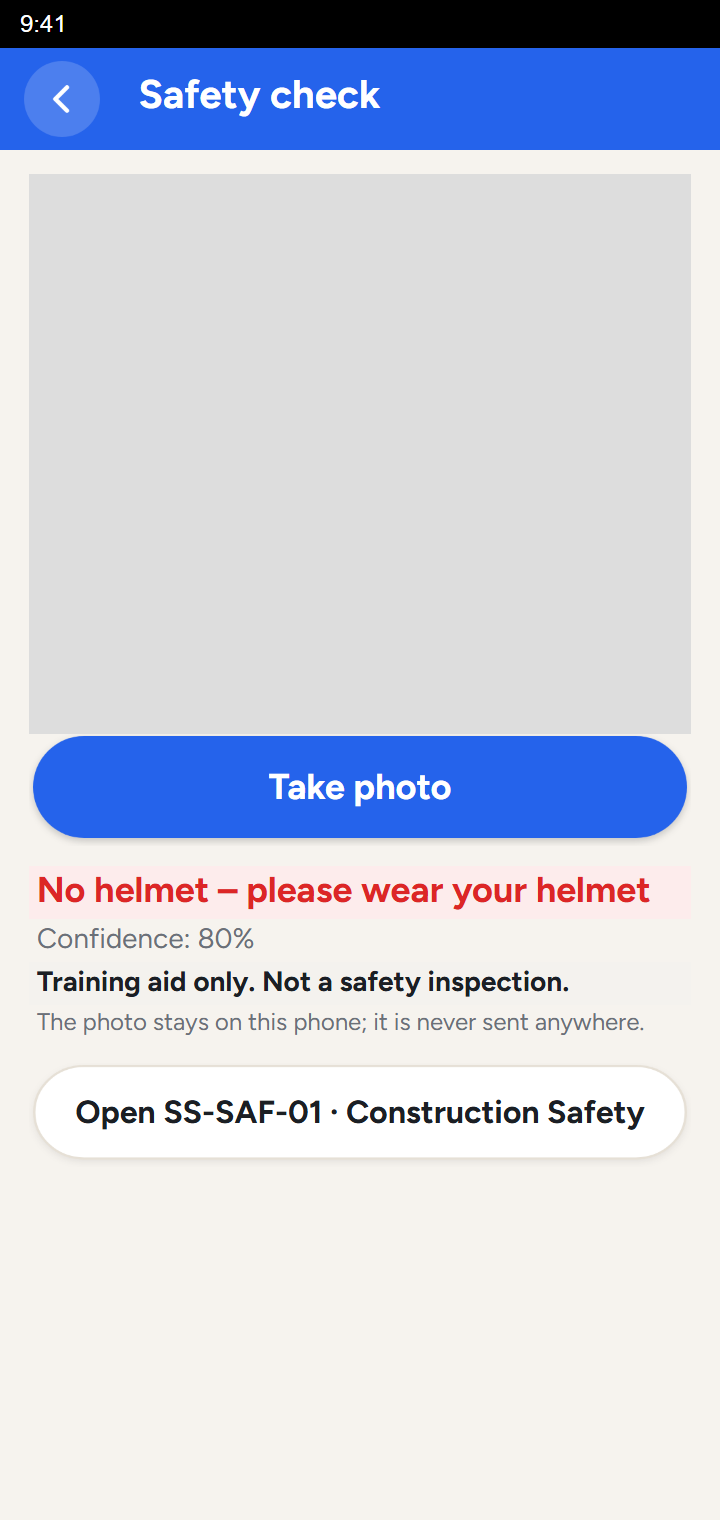 9:41
Safety check
Take photo
No helmet – please wear your helmet
Confidence: 80%
Training aid only. Not a safety inspection.
The photo stays on this phone; it is never sent anywhere.
Open SS-SAF-01 · Construction Safety